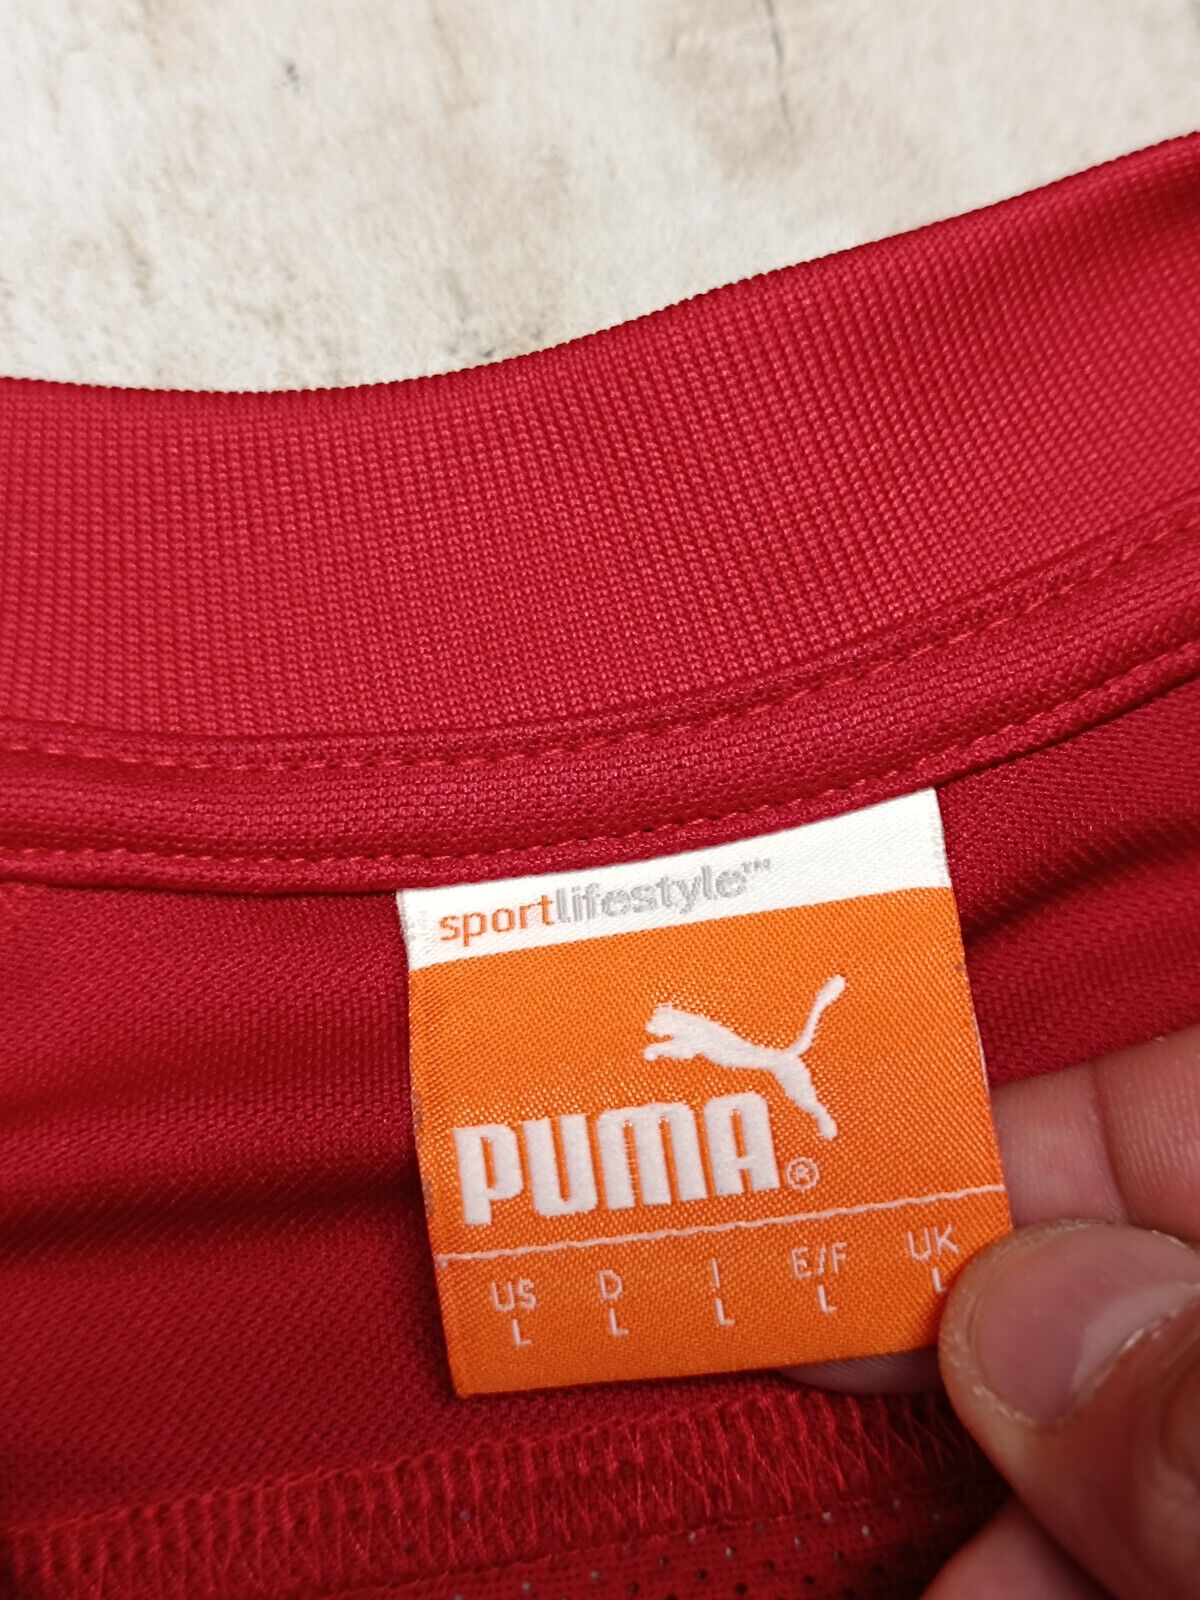 sportlifestyle™
PUMA®
US D I E/F UK
L L L L L